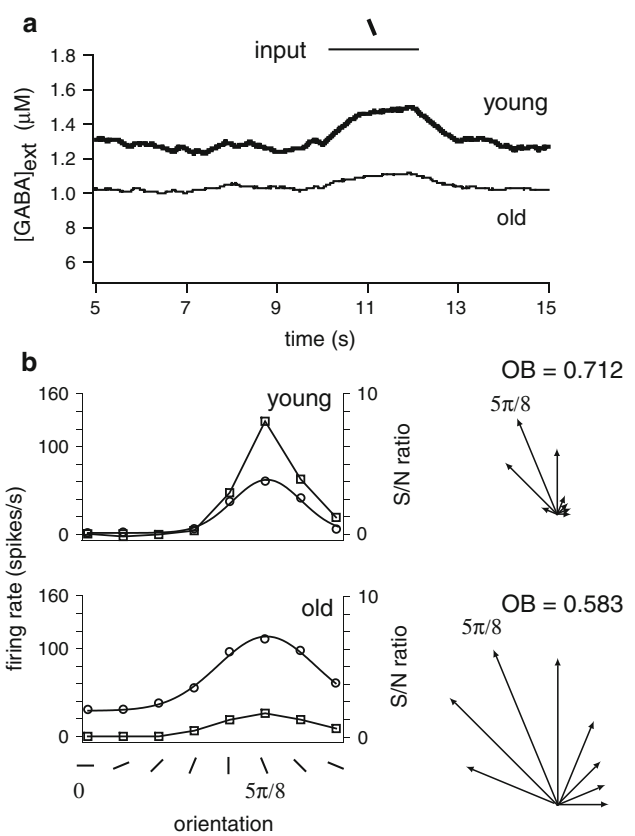 a
input
1.8
1.6
1.4
1.2
1.0
8
6
[GABA]ext (μM)
young
old
5 7 9 11 13 15
time (s)
b
OB = 0.712
160
100
0
young
10
0
S/N ratio
5π/8
firing rate (spikes/s)
OB = 0.583
160
100
0
old
10
0
S/N ratio
5π/8
0 5π/8
orientation